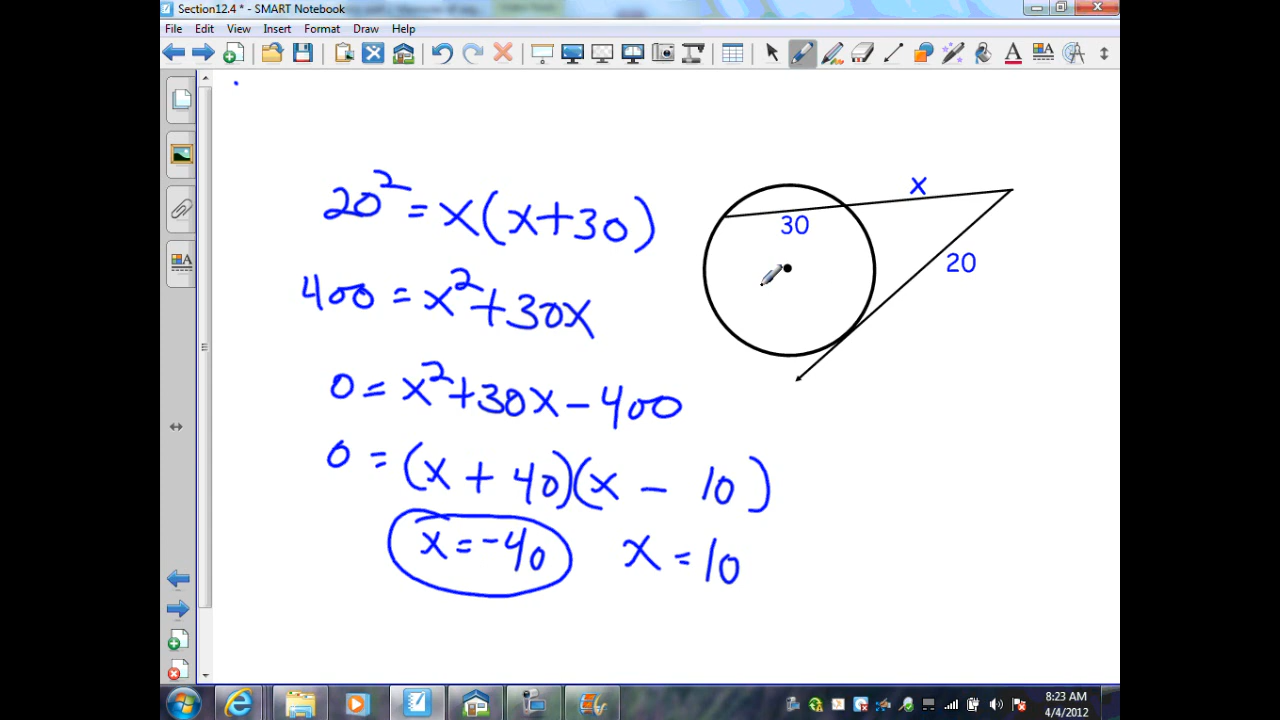 Section12.4 * - SMART Notebook
File Edit View Insert Format Draw Help
20² = x(x+30)
400 = x²+30x
0 = x²+30x-400
0 = (x + 40)(x - 10)
x = -40 x = 10
x
30
20
8:23 AM
4/4/2012